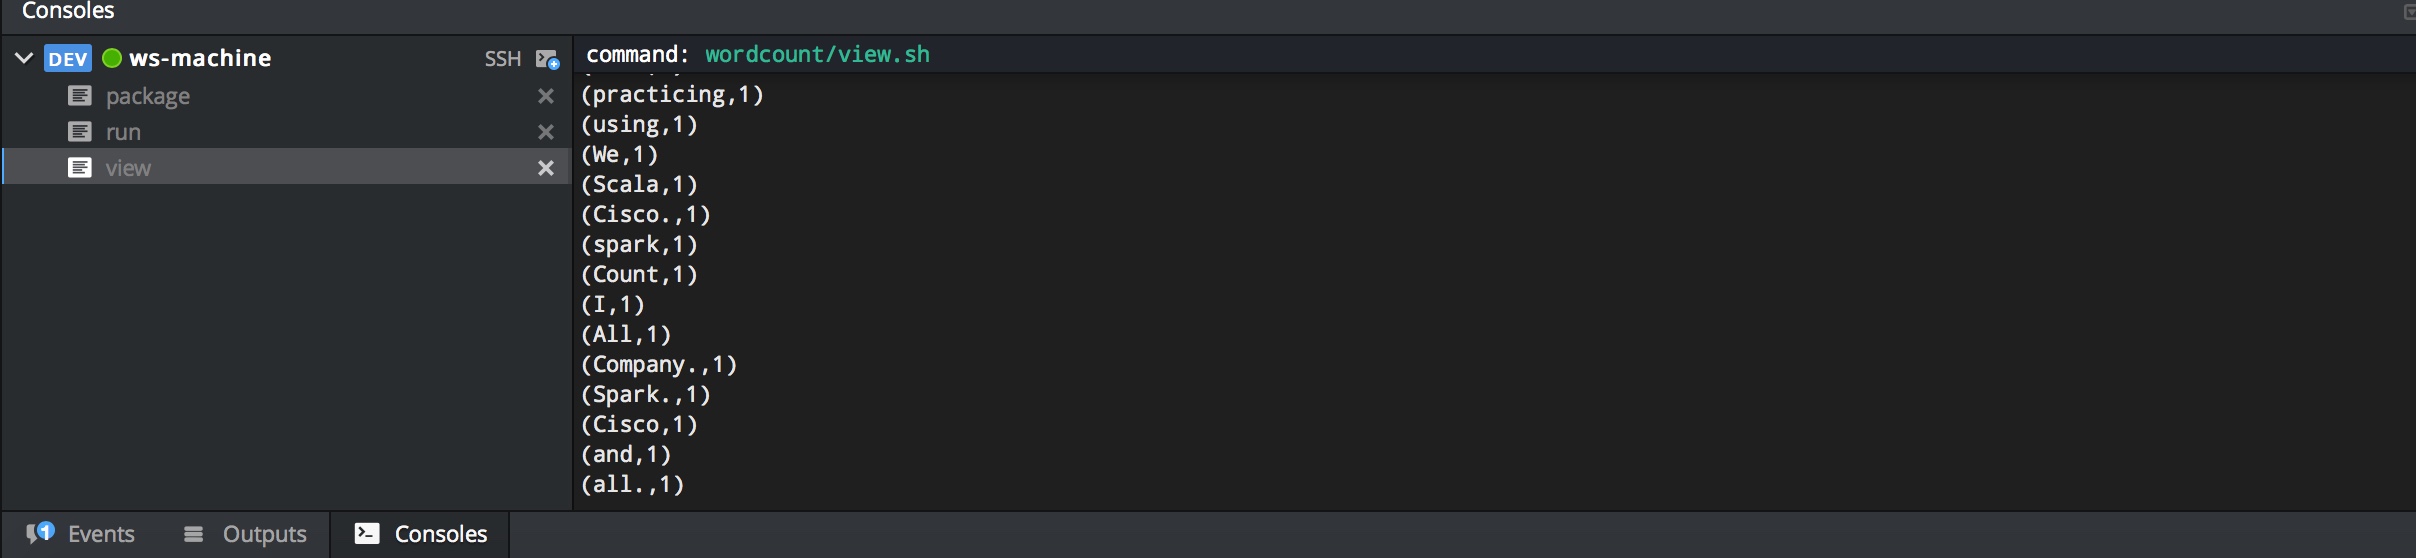 Consoles
DEV ws-machine SSH
package
run
view
command: wordcount/view.sh
(practicing,1)
(using,1)
(We,1)
(Scala,1)
(Cisco.,1)
(spark,1)
(Count,1)
(I,1)
(All,1)
(Company.,1)
(Spark.,1)
(Cisco,1)
(and,1)
(all.,1)
1 Events Outputs Consoles